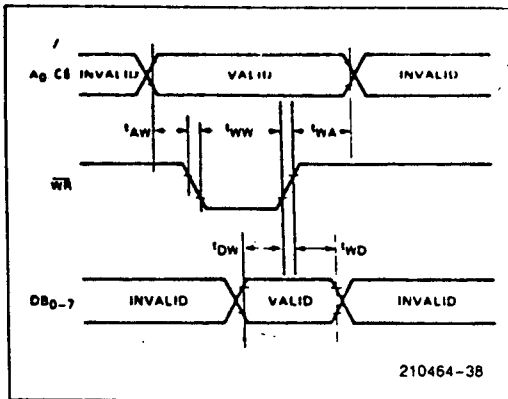 A₀ CS INVALID VALID INVALID
tAW tWW tWA
WR
tDW tWD
DB₀₋₇ INVALID VALID INVALID
210464-38